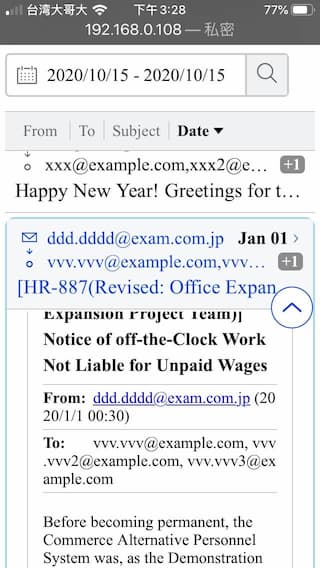 台湾大哥大 下午3:28 77%
192.168.0.108 — 私密
2020/10/15 - 2020/10/15
From To Subject Date ▼
xxx@example.com,xxx2@e... +1
Happy New Year! Greetings for t...
ddd.dddd@exam.com.jp Jan 01 >
vvv.vvv@example.com,vvv... +1
[HR-887(Revised: Office Expan
Expansion Project Team)]
Notice of off-the-Clock Work
Not Liable for Unpaid Wages
From: ddd.dddd@exam.com.jp (20
20/1/1 00:30)
To: vvv.vvv@example.com, vvv
.vvv2@example.com, vvv.vvv3@ex
ample.com
Before becoming permanent, the
Commerce Alternative Personnel
System was, as the Demonstration